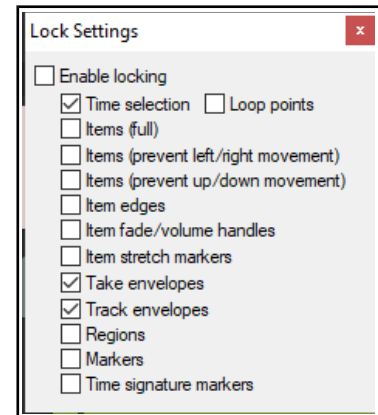 Lock Settings
x
Enable locking
Time selection Loop points
Items (full)
Items (prevent left/right movement)
Items (prevent up/down movement)
Item edges
Item fade/volume handles
Item stretch markers
Take envelopes
Track envelopes
Regions
Markers
Time signature markers